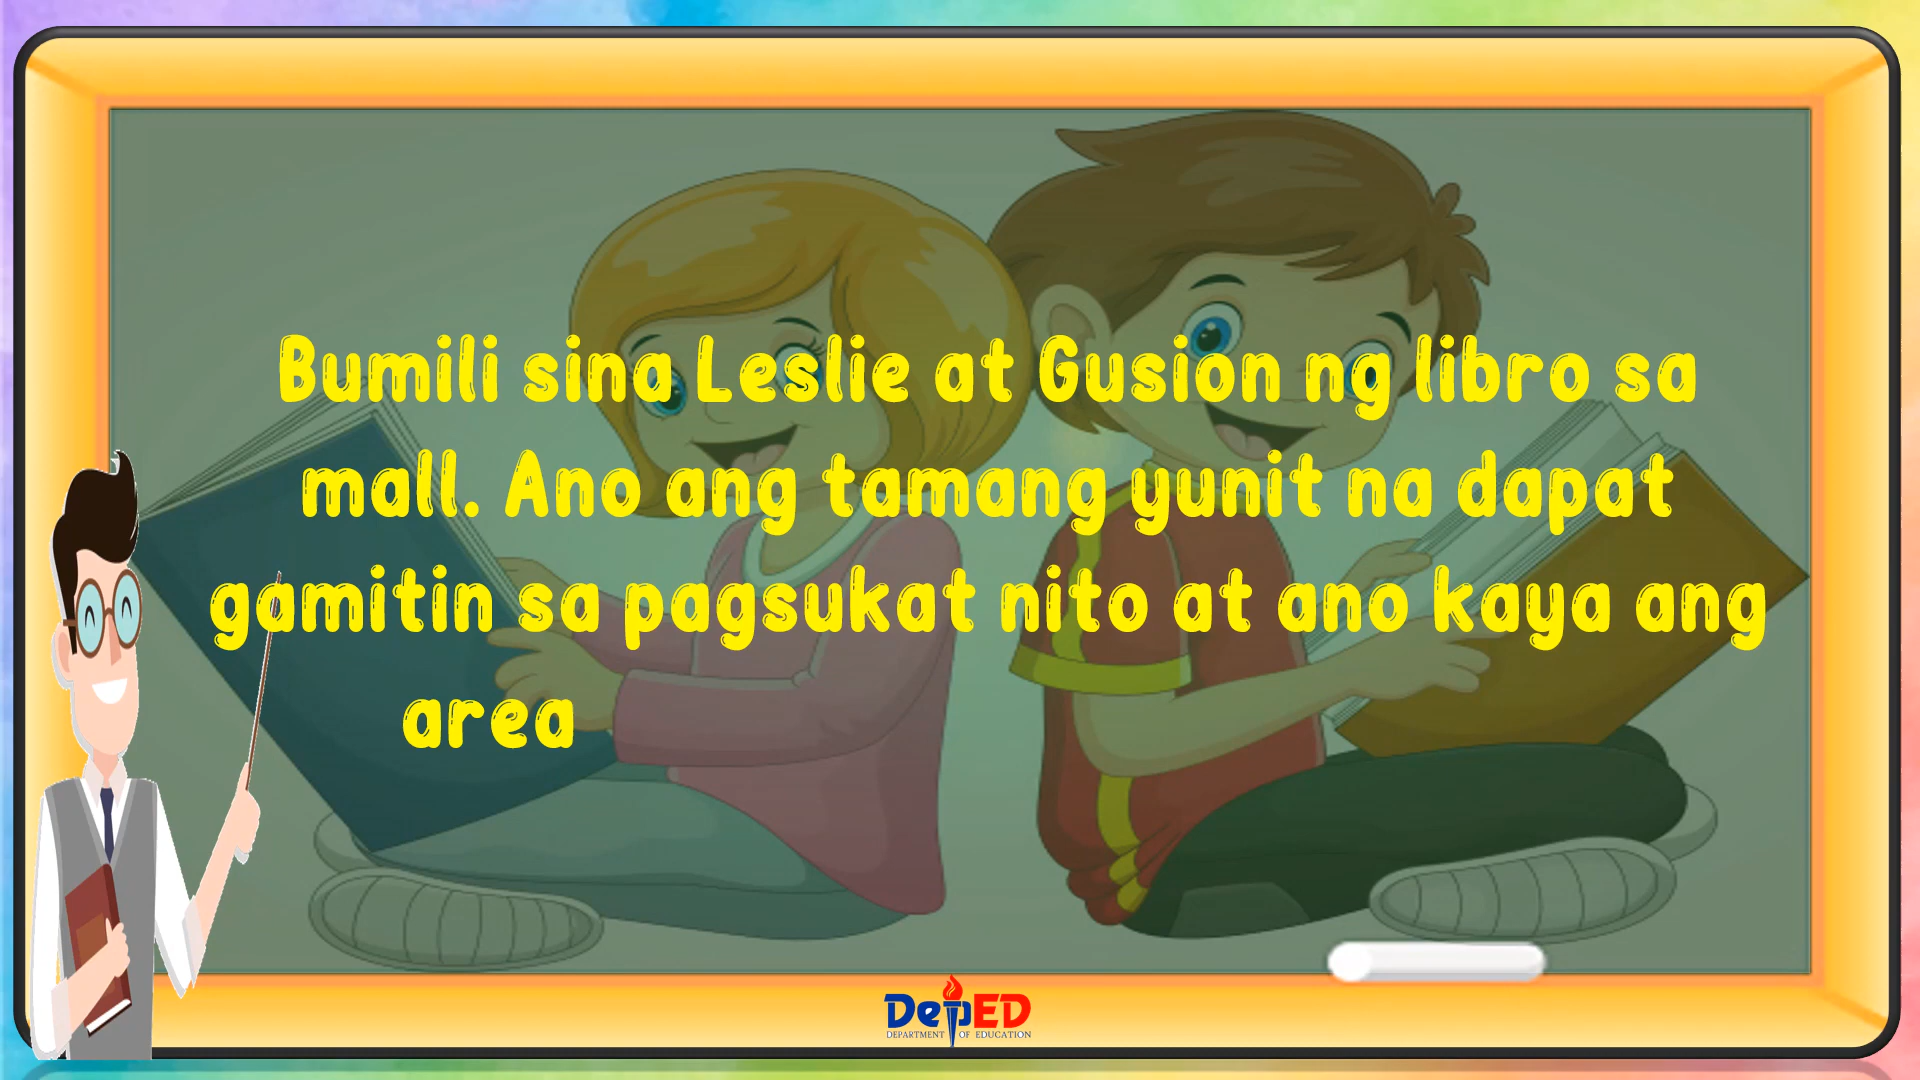 Bumili sina Leslie at Gusion ng libro sa
mall. Ano ang tamang yunit na dapat
gamitin sa pagsukat nito at ano kaya ang
area
DepED
DEPARTMENT OF EDUCATION